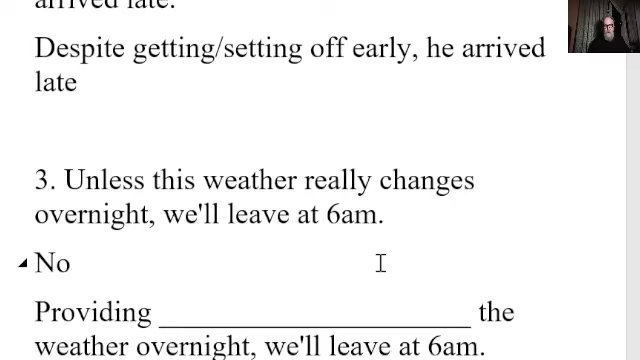 arrived late.
Despite getting/setting off early, he arrived
late
3. Unless this weather really changes
overnight, we'll leave at 6am.
No
Providing ______________________ the
weather overnight, we'll leave at 6am.